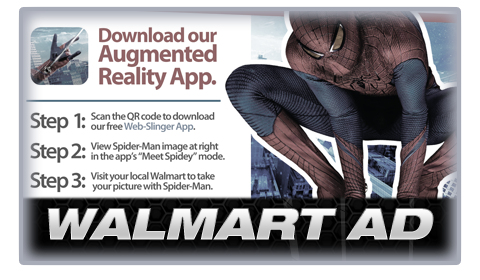 Download our
Augmented
Reality App.
Step 1: Scan the QR code to download
our free Web-Slinger App.
Step 2: View Spider-Man image at right
in the app's "Meet Spidey" mode.
Step 3: Visit your local Walmart to take
your picture with Spider-Man.
WALMART AD